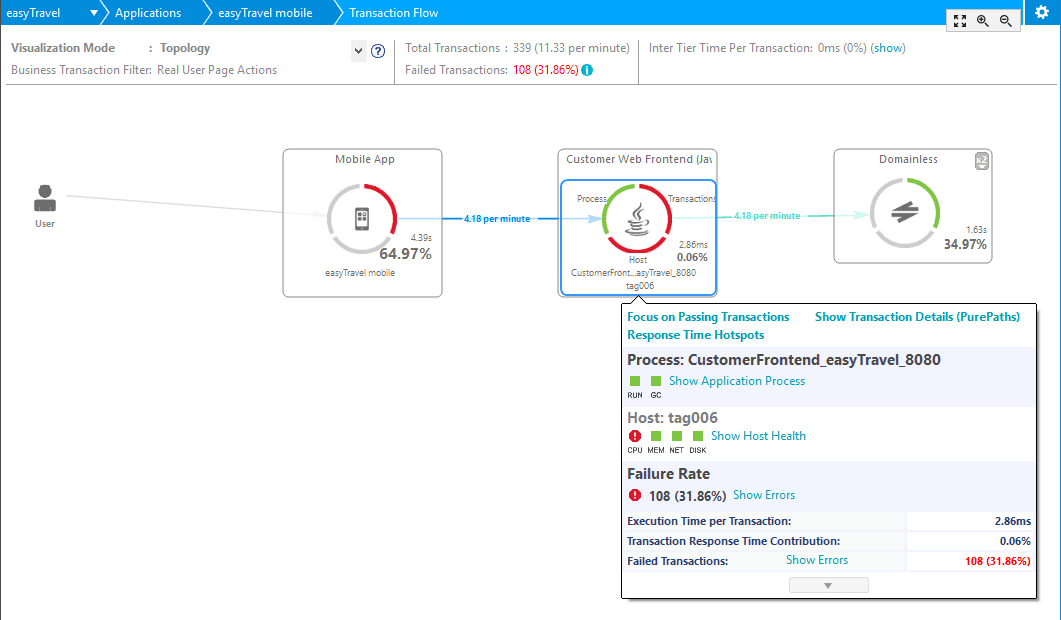 easyTravel
Applications
easyTravel mobile
Transaction Flow
Visualization Mode : Topology
Business Transaction Filter: Real User Page Actions
Total Transactions : 339 (11.33 per minute)
Failed Transactions: 108 (31.86%)
Inter Tier Time Per Transaction: 0ms (0%) (show)
User
Mobile App
4.39s
64.97%
easyTravel mobile
4.18 per minute
Customer Web Frontend (Jav
Process
Transactions
2.86ms
0.06%
Host
CustomerFront...asyTravel_8080
tag006
4.18 per minute
Domainless
x2
1.63s
34.97%
Focus on Passing Transactions
Show Transaction Details (PurePaths)
Response Time Hotspots
Process: CustomerFrontend_easyTravel_8080
Show Application Process
RUN GC
Host: tag006
Show Host Health
CPU MEM NET DISK
Failure Rate
108 (31.86%) Show Errors
Execution Time per Transaction: 2.86ms
Transaction Response Time Contribution: 0.06%
Failed Transactions: Show Errors 108 (31.86%)